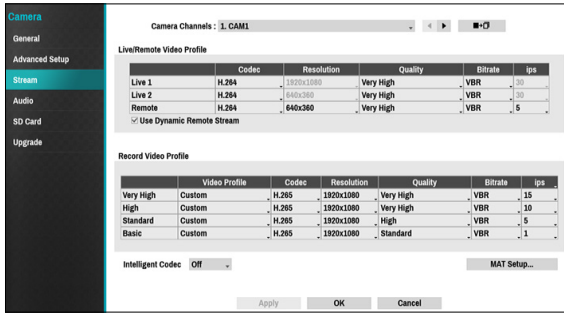 Camera
General
Advanced Setup
Stream
Audio
SD Card
Upgrade
Camera Channels : 1. CAM1
Live/Remote Video Profile
Codec Resolution Quality Bitrate ips
Live 1 H.264 1920x1080 Very High VBR 30
Live 2 H.264 640x360 Very High VBR 30
Remote H.264 640x360 Very High VBR 5
Use Dynamic Remote Stream
Record Video Profile
Video Profile Codec Resolution Quality Bitrate ips
Very High Custom H.265 1920x1080 Very High VBR 15
High Custom H.265 1920x1080 Very High VBR 10
Standard Custom H.265 1920x1080 High VBR 5
Basic Custom H.265 1920x1080 Standard VBR 1
Intelligent Codec Off MAT Setup...
Apply OK Cancel